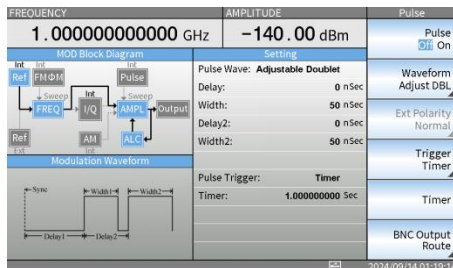 FREQUENCY AMPLITUDE Pulse
1.000000000000 GHz -140.00 dBm
Pulse
Off On
MOD Block Diagram
Int Int Int
Ref FMΦM Pulse
Sweep Int Sweep
FREQ I/Q AMPL Output
Ref AM ALC
Ext Int
Setting
Pulse Wave: Adjustable Doublet
Delay: 0 nSec
Width: 50 nSec
Delay2: 0 nSec
Width2: 50 nSec
Pulse Trigger: Timer
Timer: 1.000000000 Sec
Modulation Waveform
Sync Width1 Width2
Delay1 Delay2
Waveform
Adjust DBL
Ext Polarity
Normal
Trigger
Timer
Timer
BNC Output
Route
2024/09/14 01:19:1